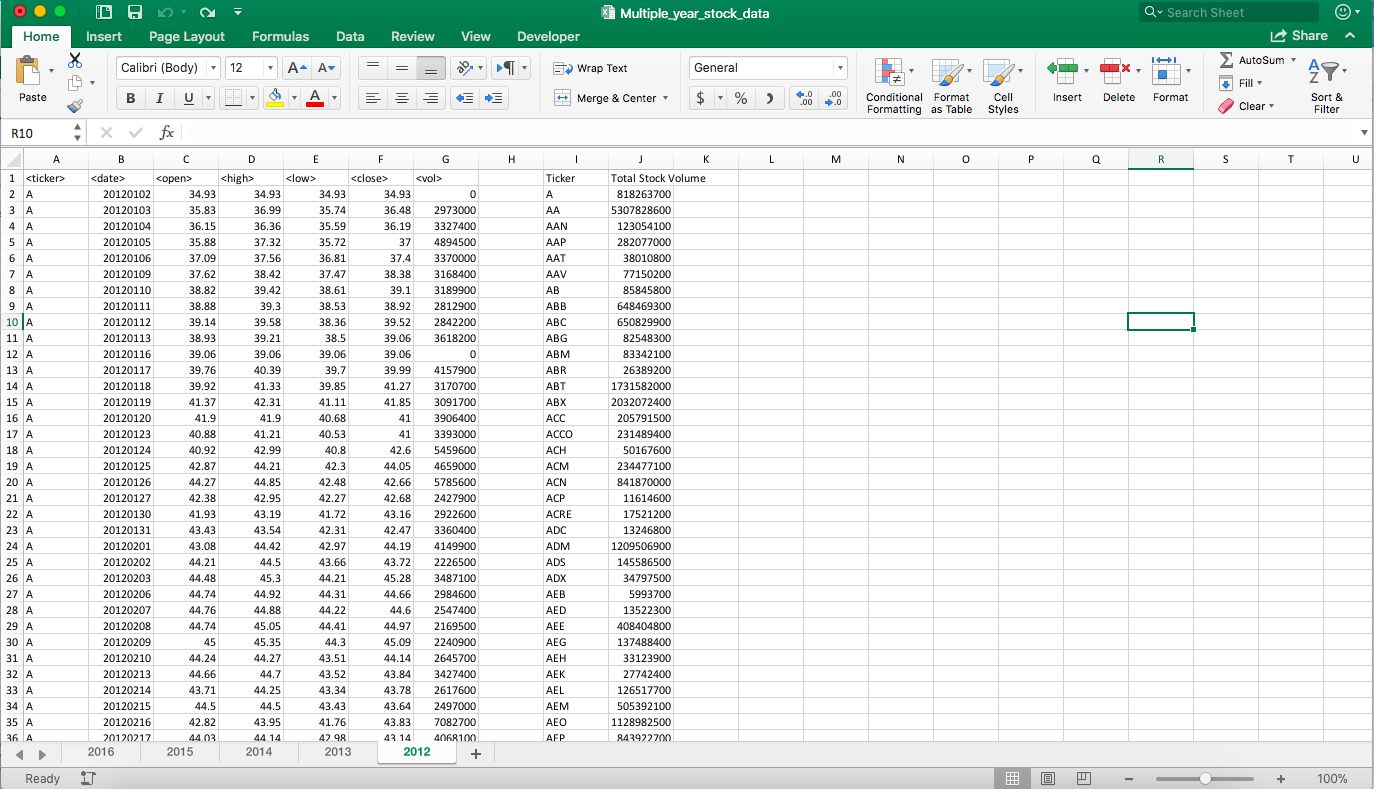 Multiple_year_stock_data
Search Sheet
Home Insert Page Layout Formulas Data Review View Developer Share
Paste
Calibri (Body) 12 A A
B I U A
Wrap Text
Merge & Center
General
$ % )
Conditional Formatting
Format as Table
Cell Styles
Insert
Delete
Format
AutoSum
Fill
Clear
Sort & Filter
R10 fx
A B C D E F G H I J K L M N O P Q R S T U
1 <ticker> <date> <open> <high> <low> <close> <vol> Ticker Total Stock Volume
2 A 20120102 34.93 34.93 34.93 34.93 0 A 818263700
3 A 20120103 35.83 36.99 35.74 36.48 2973000 AA 5307828600
4 A 20120104 36.15 36.36 35.59 36.19 3327400 AAN 123054100
5 A 20120105 35.88 37.32 35.72 37 4894500 AAP 282077000
6 A 20120106 37.09 37.56 36.81 37.4 3370000 AAT 38010800
7 A 20120109 37.62 38.42 37.47 38.38 3168400 AAV 77150200
8 A 20120110 38.82 39.42 38.61 39.1 3189900 AB 85845800
9 A 20120111 38.88 39.3 38.53 38.92 2812900 ABB 648469300
10 A 20120112 39.14 39.58 38.36 39.52 2842200 ABC 650829900
11 A 20120113 38.93 39.21 38.5 39.06 3618200 ABG 82548300
12 A 20120116 39.06 39.06 39.06 39.06 0 ABM 83342100
13 A 20120117 39.76 40.39 39.7 39.99 4157900 ABR 26389200
14 A 20120118 39.92 41.33 39.85 41.27 3170700 ABT 1731582000
15 A 20120119 41.37 42.31 41.11 41.85 3091700 ABX 2032072400
16 A 20120120 41.9 41.9 40.68 41 3906400 ACC 205791500
17 A 20120123 40.88 41.21 40.53 41 3393000 ACCO 231489400
18 A 20120124 40.92 42.99 40.8 42.6 5459600 ACH 50167600
19 A 20120125 42.87 44.21 42.3 44.05 4659000 ACM 234477100
20 A 20120126 44.27 44.85 42.48 42.66 5785600 ACN 841870000
21 A 20120127 42.38 42.95 42.27 42.68 2427900 ACP 11614600
22 A 20120130 41.93 43.19 41.72 43.16 2922600 ACRE 17521200
23 A 20120131 43.43 43.54 42.31 42.47 3360400 ADC 13246800
24 A 20120201 43.08 44.42 42.97 44.19 4149900 ADM 1209506900
25 A 20120202 44.21 44.5 43.66 43.72 2226500 ADS 145586500
26 A 20120203 44.48 45.3 44.21 45.28 3487100 ADX 34797500
27 A 20120206 44.74 44.92 44.31 44.66 2984600 AEB 5993700
28 A 20120207 44.76 44.88 44.22 44.6 2547400 AED 13522300
29 A 20120208 44.74 45.05 44.41 44.97 2169500 AEE 408404800
30 A 20120209 45 45.35 44.3 45.09 2240900 AEG 137488400
31 A 20120210 44.24 44.27 43.51 44.14 2645700 AEH 33123900
32 A 20120213 44.66 44.7 43.52 43.84 3427400 AEK 27742400
33 A 20120214 43.71 44.25 43.34 43.78 2617600 AEL 126517700
34 A 20120215 44.5 44.5 43.43 43.64 2497000 AEM 505392100
35 A 20120216 42.82 43.95 41.76 43.83 7082700 AEO 1128982500
36 A 20120217 44.03 44.14 42.98 43.14 4068100 AEP 843922700
2016 2015 2014 2013 2012 +
Ready 100%